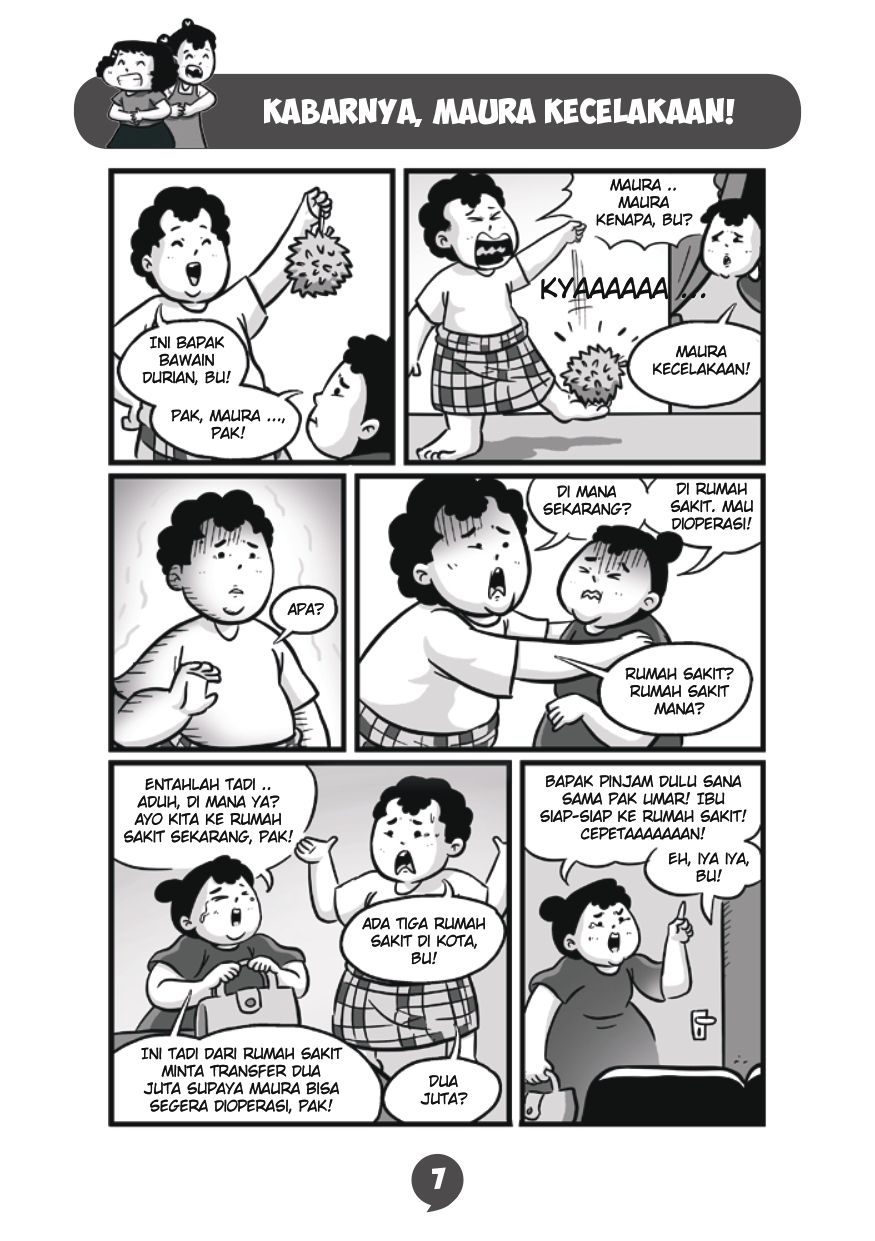 KABARNYA, MAURA KECELAKAAN!
INI BAPAK
BAWAIN
DURIAN, BU!
PAK, MAURA ...,
PAK!
MAURA ..
MAURA
KENAPA, BU?
KYAAAAAA ...
MAURA
KECELAKAAN!
APA?
DI MANA
SEKARANG?
DI RUMAH
SAKIT. MAU
DIOPERASI!
RUMAH SAKIT?
RUMAH SAKIT
MANA?
ENTAHLAH TADI ..
ADUH, DI MANA YA?
AYO KITA KE RUMAH
SAKIT SEKARANG, PAK!
ADA TIGA RUMAH
SAKIT DI KOTA,
BU!
INI TADI DARI RUMAH SAKIT
MINTA TRANSFER DUA
JUTA SUPAYA MAURA BISA
SEGERA DIOPERASI, PAK!
DUA
JUTA?
BAPAK PINJAM DULU SANA
SAMA PAK UMAR! IBU
SIAP-SIAP KE RUMAH SAKIT!
CEPETAAAAAAN!
EH, IYA IYA,
BU!
7